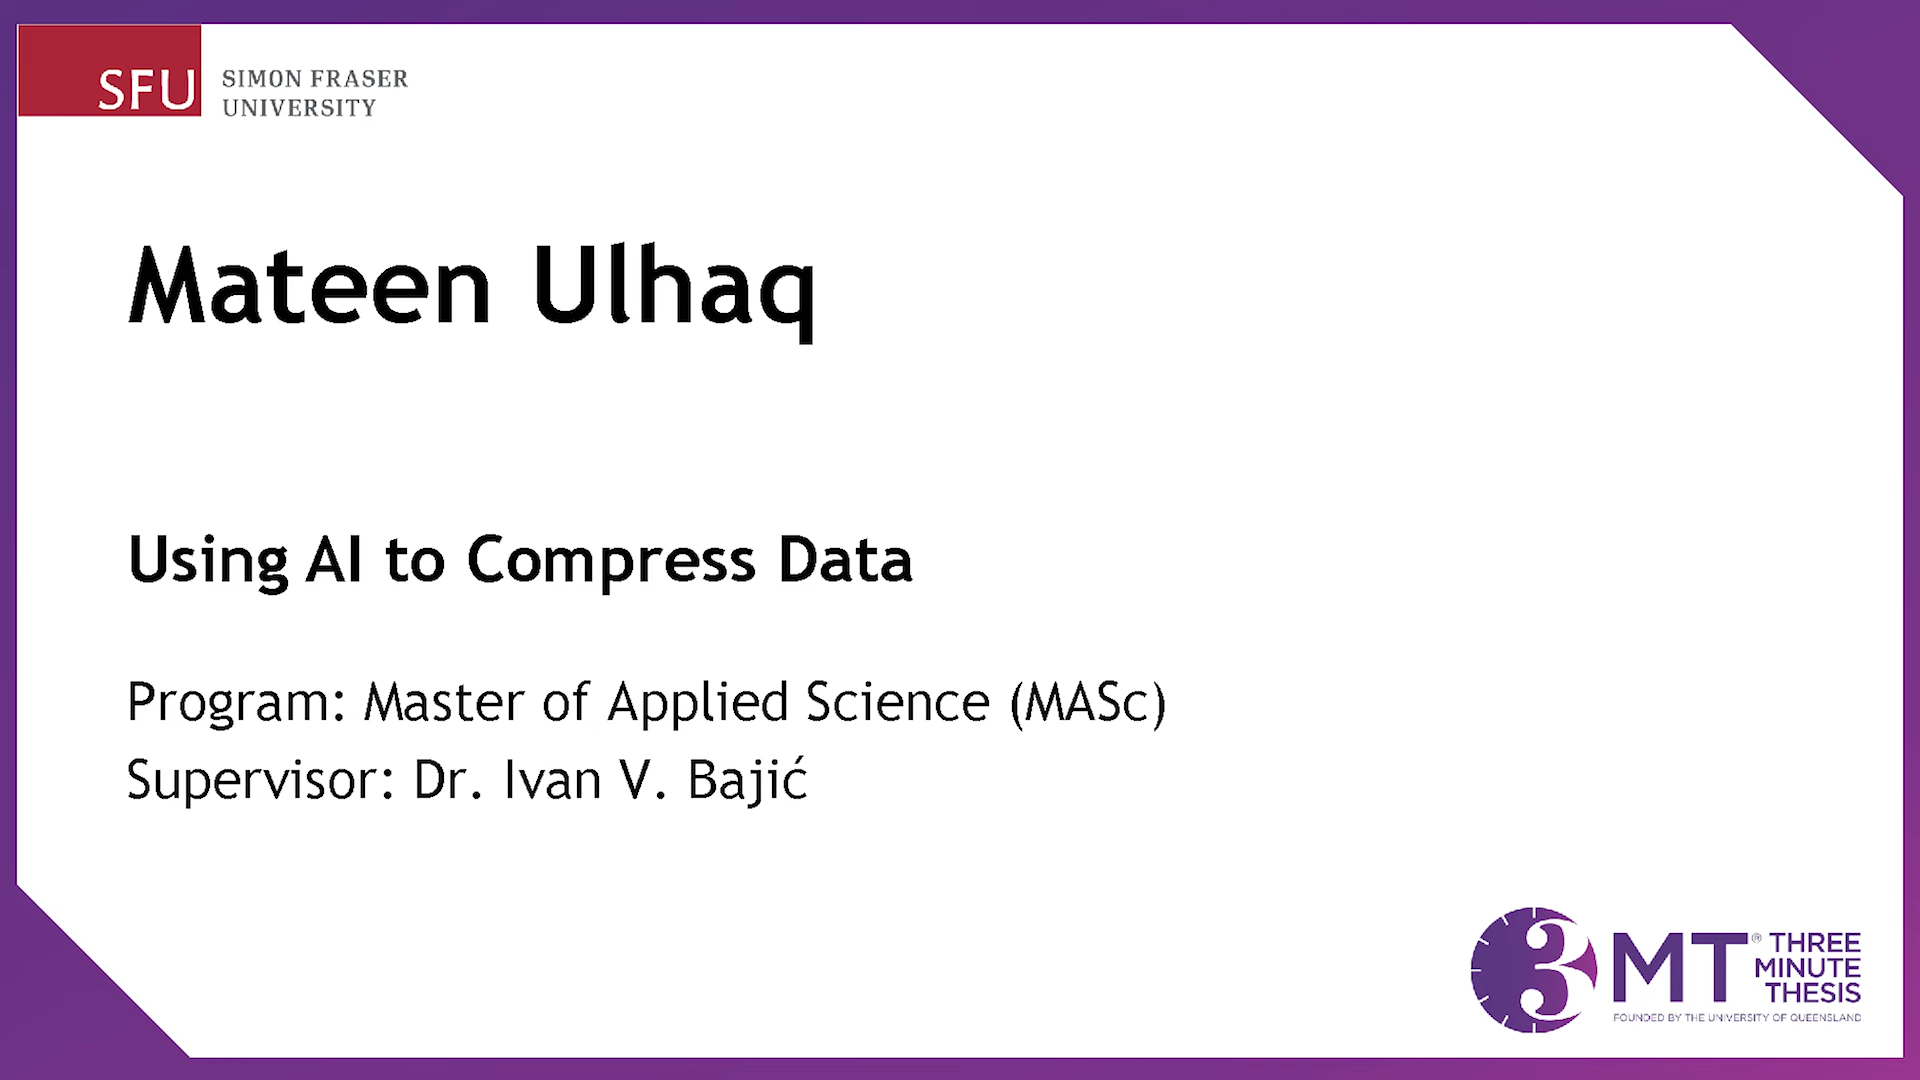 SFU SIMON FRASER
UNIVERSITY
Mateen Ulhaq
Using AI to Compress Data
Program: Master of Applied Science (MASc)
Supervisor: Dr. Ivan V. Bajić
3MT® THREE
MINUTE
THESIS
FOUNDED BY THE UNIVERSITY OF QUEENSLAND